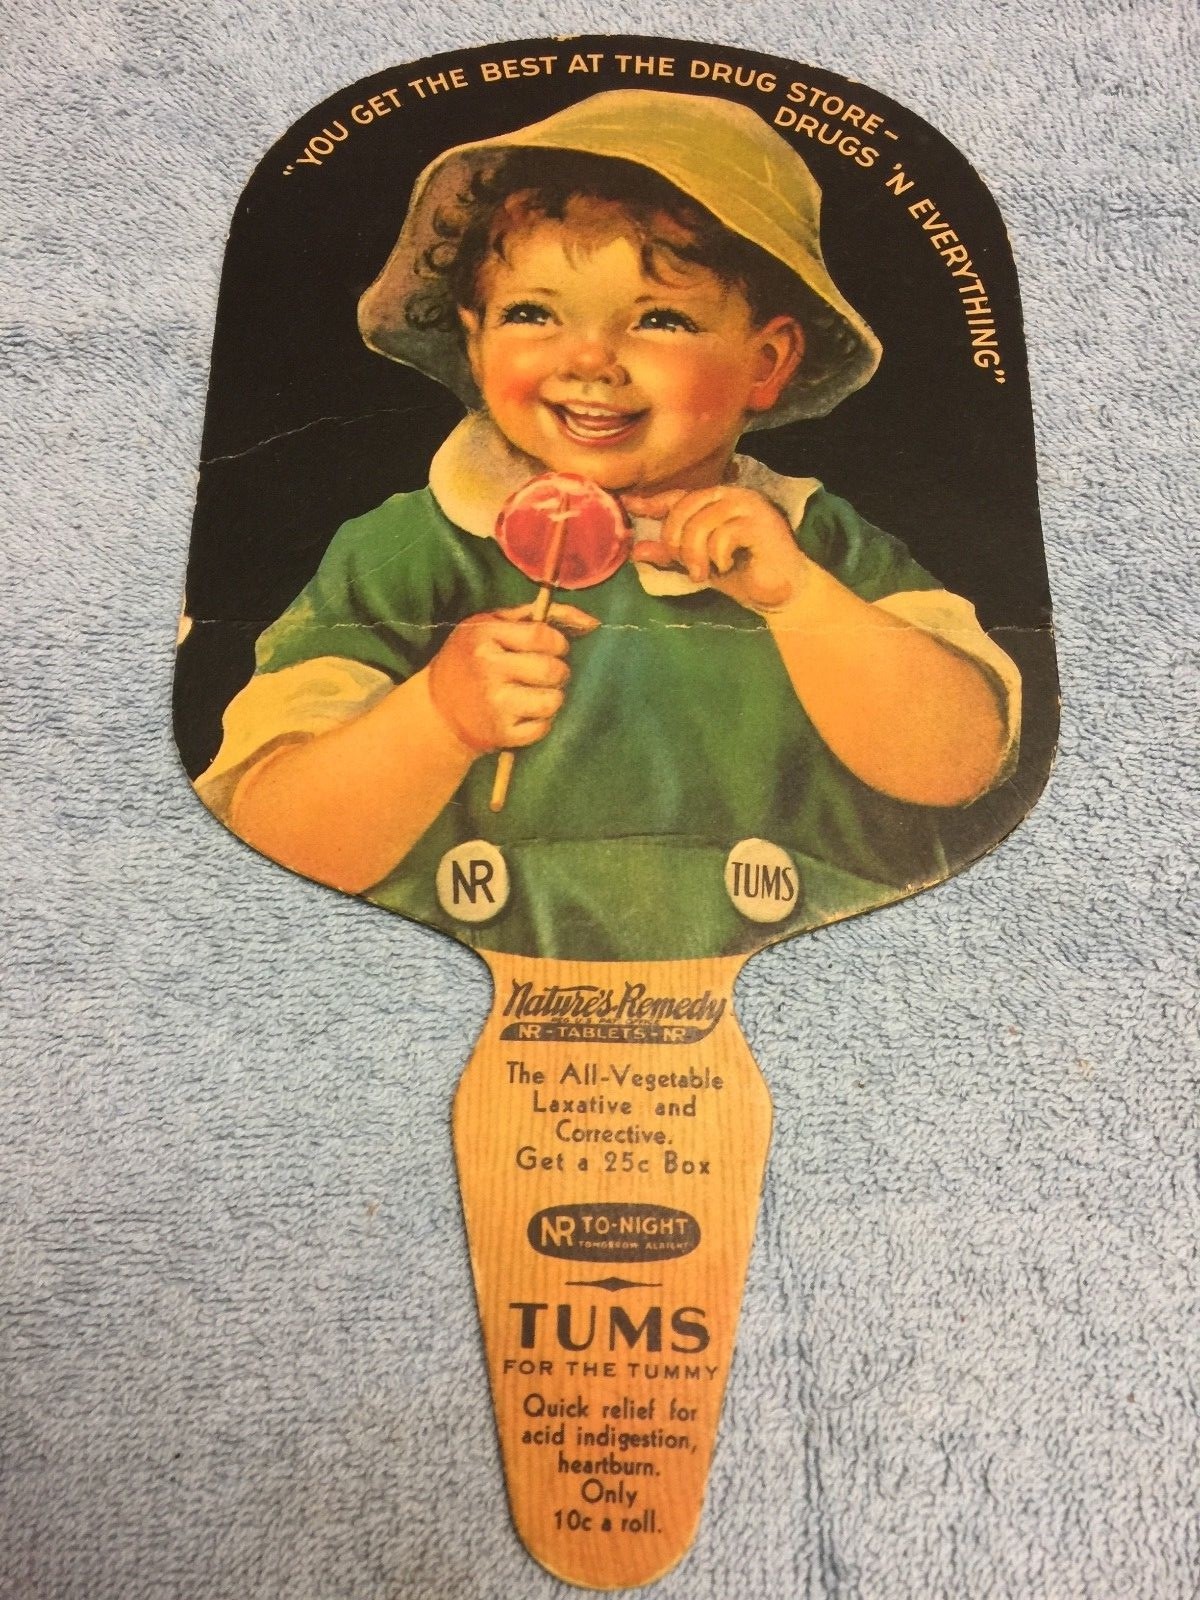 "YOU GET THE BEST AT THE DRUG STORE-
DRUGS 'N EVERYTHING"
NR
TUMS
Nature's Remedy
NR-TABLETS-NR
The All-Vegetable
Laxative and
Corrective.
Get a 25c Box
NR TO-NIGHT
TOMORROW ALRIGHT
TUMS
FOR THE TUMMY
Quick relief for
acid indigestion,
heartburn.
Only
10c a roll.